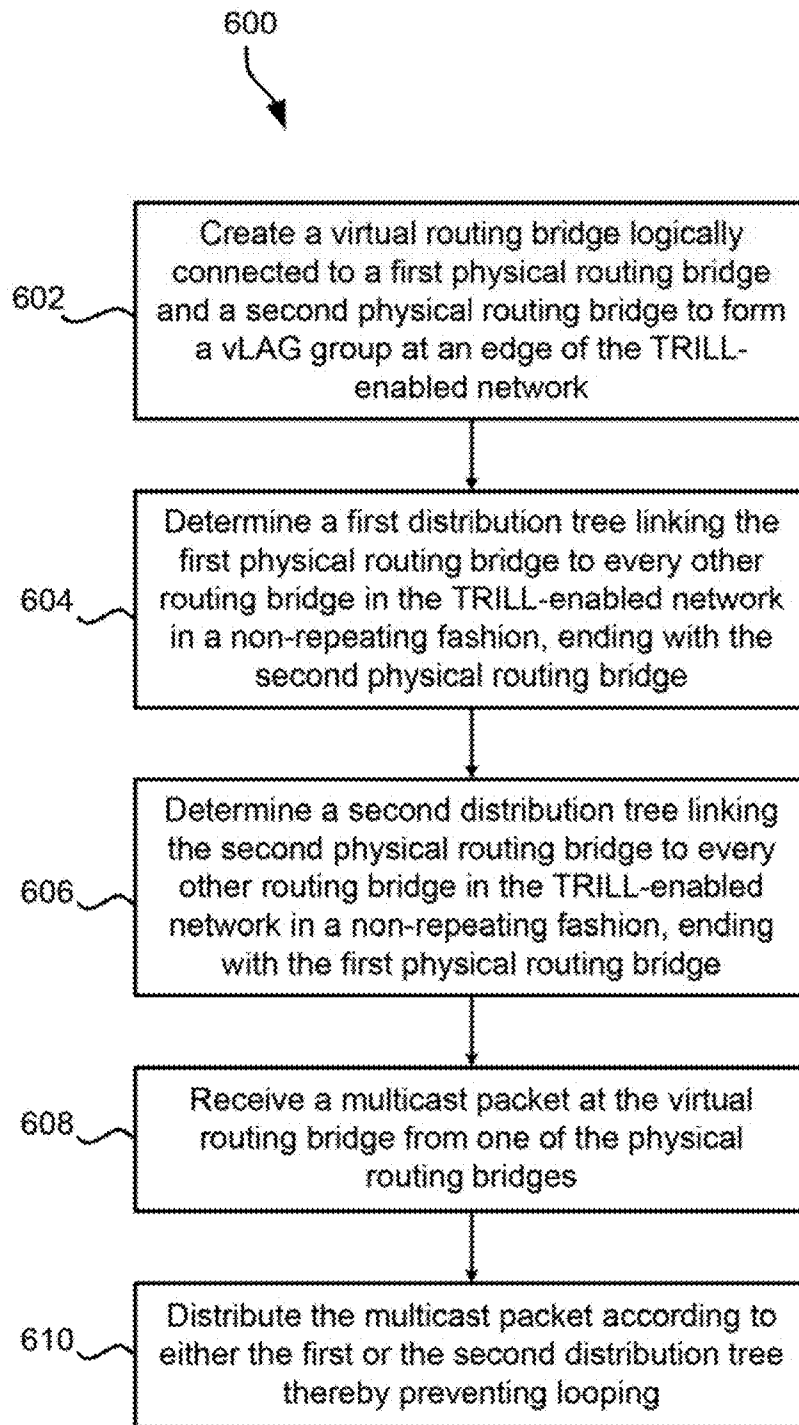 600
602
Create a virtual routing bridge logically
connected to a first physical routing bridge
and a second physical routing bridge to form
a vLAG group at an edge of the TRILL-
enabled network
604
Determine a first distribution tree linking the
first physical routing bridge to every other
routing bridge in the TRILL-enabled network
in a non-repeating fashion, ending with the
second physical routing bridge
606
Determine a second distribution tree linking
the second physical routing bridge to every
other routing bridge in the TRILL-enabled
network in a non-repeating fashion, ending
with the first physical routing bridge
608
Receive a multicast packet at the virtual
routing bridge from one of the physical
routing bridges
610
Distribute the multicast packet according to
either the first or the second distribution tree
thereby preventing looping